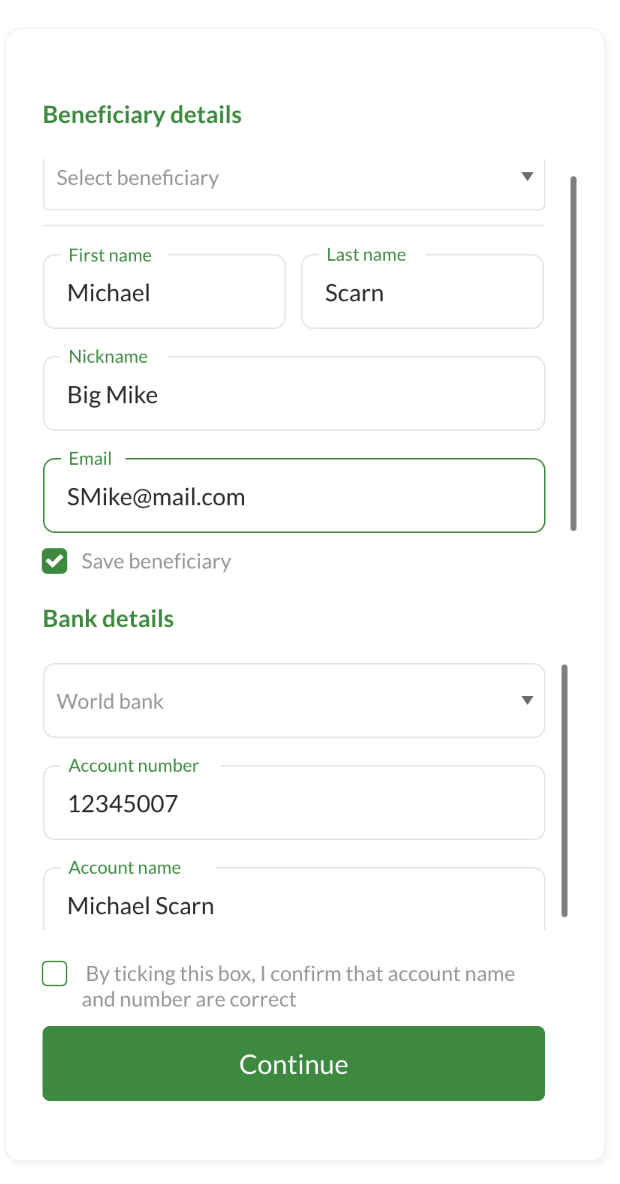 Beneficiary details
Select beneficiary
First name
Last name
Michael
Scarn
Nickname
Big Mike
Email
SMike@mail.com
Save beneficiary
Bank details
World bank
Account number
12345007
Account name
Michael Scarn
By ticking this box, I confirm that account name
and number are correct
Continue